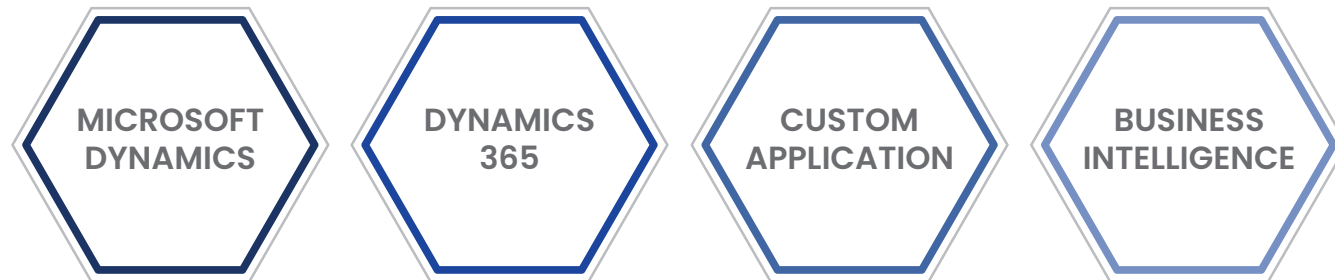 MICROSOFT
DYNAMICS
DYNAMICS
365
CUSTOM
APPLICATION
BUSINESS
INTELLIGENCE